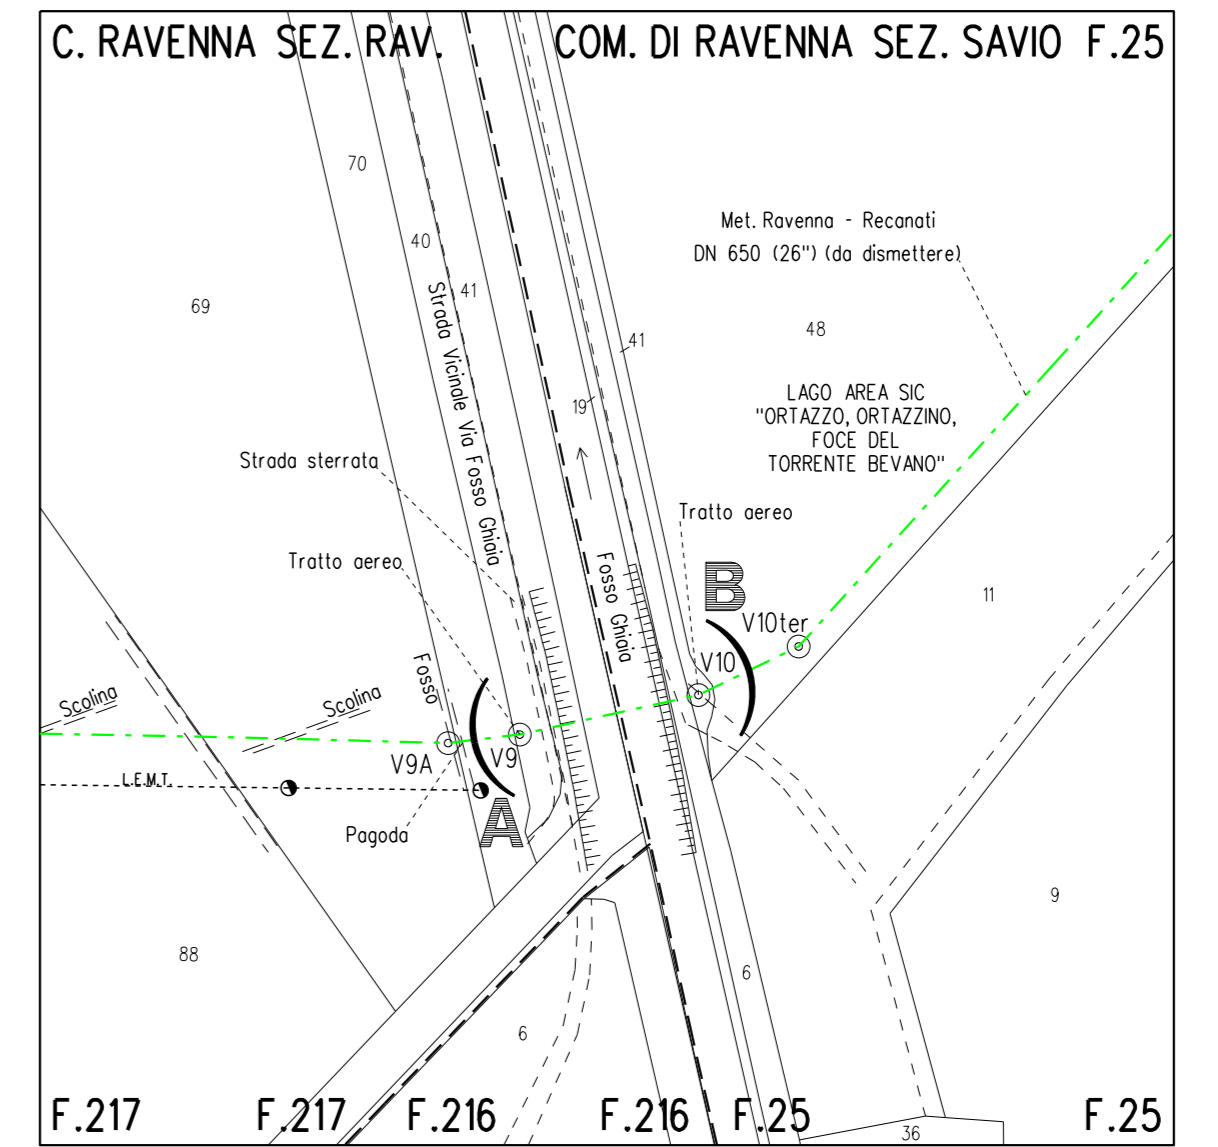 C. RAVENNA SEZ. RAV.
COM. DI RAVENNA SEZ. SAVIO F.25
70
40
41
69
Strada Vicinale Via Fosso Ghiaia
Met. Ravenna - Recanati
DN 650 (26") (da dismettere)
48
41
19
LAGO AREA SIC
"ORTAZZO, ORTAZZINO,
FOCE DEL
TORRENTE BEVANO"
Strada sterrata
Tratto aereo
Tratto aereo
Fosso Ghiaia
B
V10ter
11
V10
Fosso
Scolina
Scolina
V9A
V9
L.E.M.T.
A
Pagoda
9
88
6
6
F.217
F.217
F.216
F.216
F.25
F.25
36